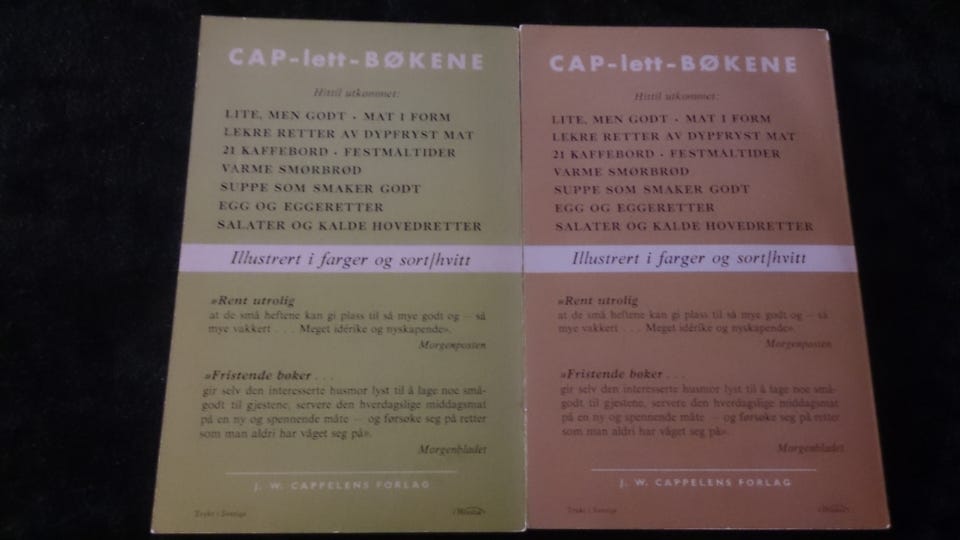 CAP-lett-BØKENE
Hittil utkommet:
LITE, MEN GODT · MAT I FORM
LEKRE RETTER AV DYPFRYST MAT
21 KAFFEBORD · FESTMÅLTIDER
VARME SMØRBRØD
SUPPE SOM SMAKER GODT
EGG OG EGGERETTER
SALATER OG KALDE HOVEDRETTER
Illustrert i farger og sort/hvitt
»Rent utrolig
at de små heftene kan gi plass til så mye godt og — så
mye vakkert . . . Meget idérike og nyskapende».
Morgenposten
»Fristende bøker . . .
gir selv den interesserte husmor lyst til å lage noe små-
godt til gjestene, servere den hverdagslige middagsmat
på en ny og spennende måte — og forsøke seg på retter
som man aldri har våget seg på».
Morgenbladet
J. W. CAPPELENS FORLAG
Trykt i Sverige
CAP-lett-BØKENE
Hittil utkommet:
LITE, MEN GODT · MAT I FORM
LEKRE RETTER AV DYPFRYST MAT
21 KAFFEBORD · FESTMÅLTIDER
VARME SMØRBRØD
SUPPE SOM SMAKER GODT
EGG OG EGGERETTER
SALATER OG KALDE HOVEDRETTER
Illustrert i farger og sort/hvitt
»Rent utrolig
at de små heftene kan gi plass til så mye godt og — så
mye vakkert . . . Meget idérike og nyskapende».
Morgenposten
»Fristende bøker . . .
gir selv den interesserte husmor lyst til å lage noe små-
godt til gjestene, servere den hverdagslige middagsmat
på en ny og spennende måte — og forsøke seg på retter
som man aldri har våget seg på».
Morgenbladet
J. W. CAPPELENS FORLAG
Trykt i Sverige